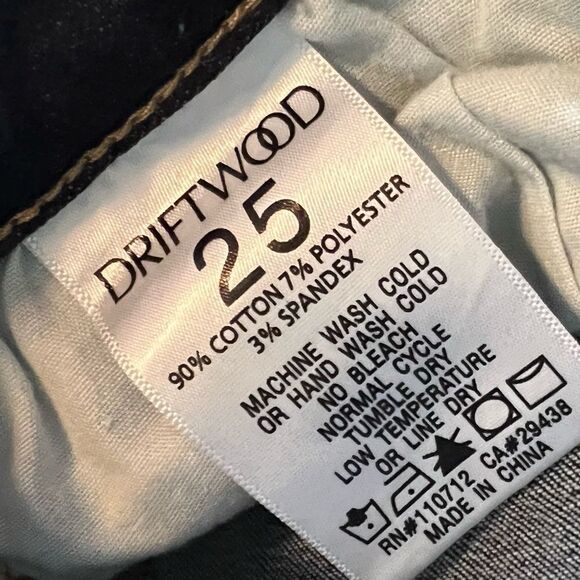 DRIFTWOOD
25
90% COTTON 7% POLYESTER
3% SPANDEX
MACHINE WASH COLD
OR HAND WASH COLD
NO BLEACH
NORMAL CYCLE
TUMBLE DRY
LOW TEMPERATURE
OR LINE DRY
RN#110712 CA#29438
MADE IN CHINA